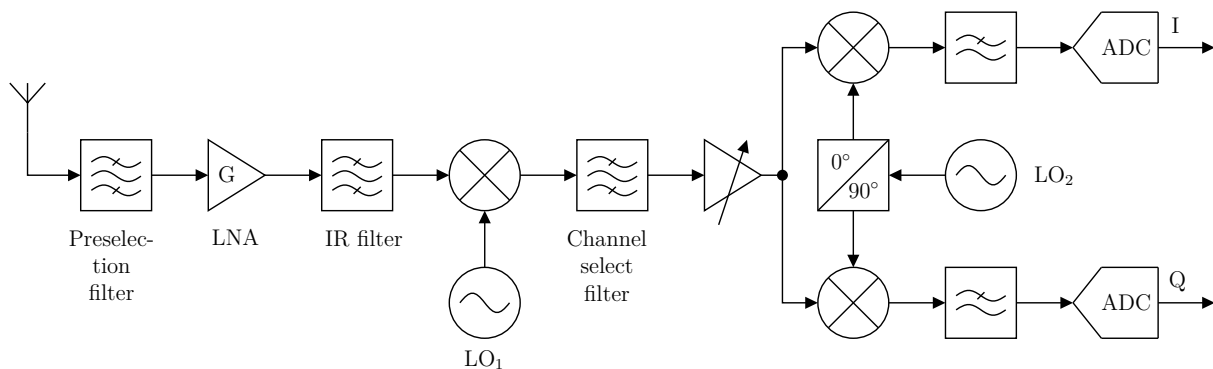 I
ADC
0°
90°
LO₂
G
Preselec-
tion
filter
LNA
IR filter
Channel
select
filter
LO₁
Q
ADC